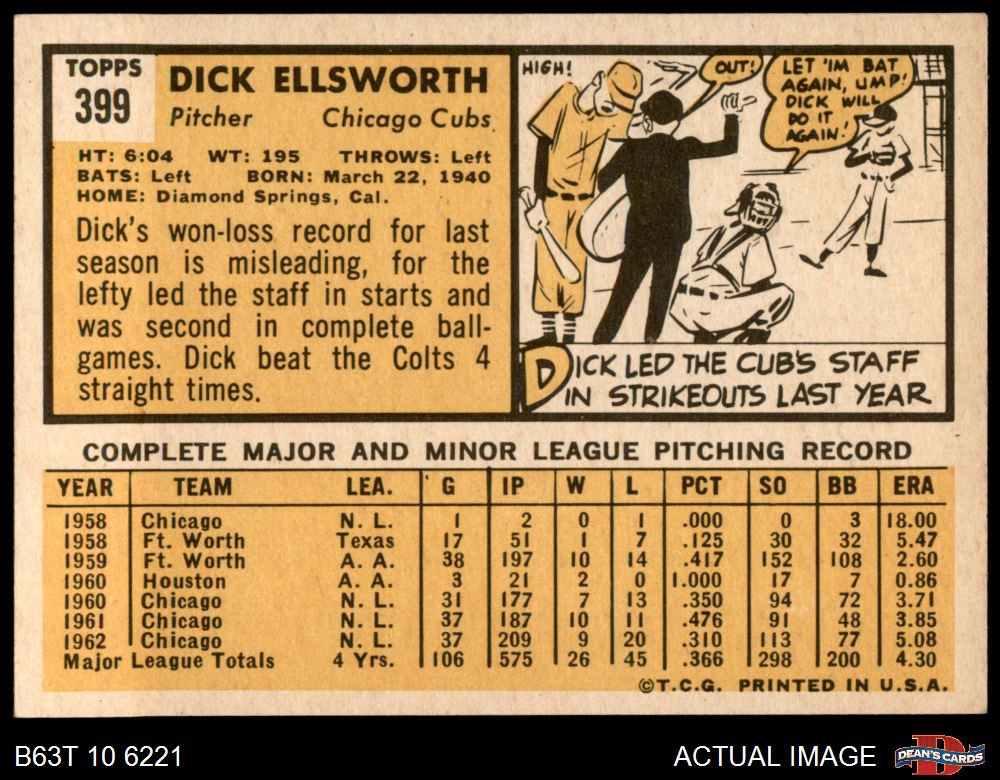 TOPPS
399
DICK ELLSWORTH
Pitcher Chicago Cubs
HT: 6:04 WT: 195 THROWS: Left
BATS: Left BORN: March 22, 1940
HOME: Diamond Springs, Cal.
Dick's won-loss record for last
season is misleading, for the
lefty led the staff in starts and
was second in complete ball-
games. Dick beat the Colts 4
straight times.
HIGH!
OUT!
LET 'IM BAT
AGAIN, UMP!
DICK WILL
DO IT
AGAIN!
DICK LED THE CUB'S STAFF
IN STRIKEOUTS LAST YEAR
COMPLETE MAJOR AND MINOR LEAGUE PITCHING RECORD
YEAR TEAM LEA. G IP W L PCT SO BB ERA
1958 Chicago N. L. 1 2 0 1 .000 0 3 18.00
1958 Ft. Worth Texas 17 51 1 7 .125 30 32 5.47
1959 Ft. Worth A. A. 38 197 10 14 .417 152 108 2.60
1960 Houston A. A. 3 21 2 0 1.000 17 7 0.86
1960 Chicago N. L. 31 177 7 13 .350 94 72 3.71
1961 Chicago N. L. 37 187 10 11 .476 91 48 3.85
1962 Chicago N. L. 37 209 9 20 .310 113 77 5.08
Major League Totals 4 Yrs. 106 575 26 45 .366 298 200 4.30
©T.C.G. PRINTED IN U.S.A.
B63T 10 6221
ACTUAL IMAGE
D
DEAN'S CARDS